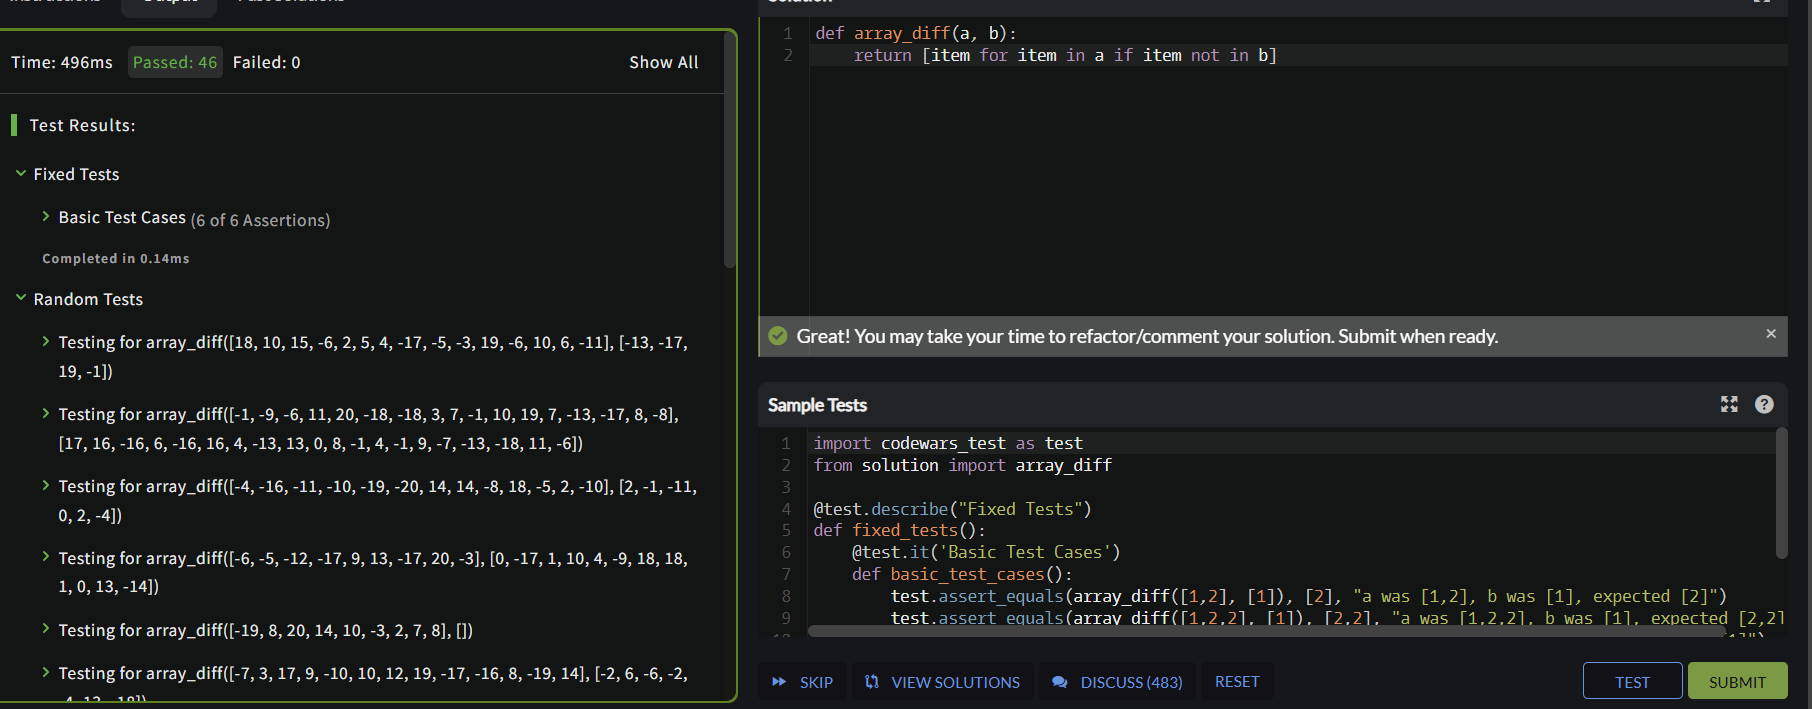 Output
Solution
Time: 496ms Passed: 46 Failed: 0 Show All
Test Results:
Fixed Tests
Basic Test Cases (6 of 6 Assertions)
Completed in 0.14ms
Random Tests
Testing for array_diff([18, 10, 15, -6, 2, 5, 4, -17, -5, -3, 19, -6, 10, 6, -11], [-13, -17,
19, -1])
Testing for array_diff([-1, -9, -6, 11, 20, -18, -18, 3, 7, -1, 10, 19, 7, -13, -17, 8, -8],
[17, 16, -16, 6, -16, 16, 4, -13, 13, 0, 8, -1, 4, -1, 9, -7, -13, -18, 11, -6])
Testing for array_diff([-4, -16, -11, -10, -19, -20, 14, 14, -8, 18, -5, 2, -10], [2, -1, -11,
0, 2, -4])
Testing for array_diff([-6, -5, -12, -17, 9, 13, -17, 20, -3], [0, -17, 1, 10, 4, -9, 18, 18,
1, 0, 13, -14])
Testing for array_diff([-19, 8, 20, 14, 10, -3, 2, 7, 8], [])
Testing for array_diff([-7, 3, 17, 9, -10, 10, 12, 19, -17, -16, 8, -19, 14], [-2, 6, -6, -2,
1 def array_diff(a, b):
2 return [item for item in a if item not in b]
Great! You may take your time to refactor/comment your solution. Submit when ready. ×
Sample Tests ?
1 import codewars_test as test
2 from solution import array_diff
3
4 @test.describe("Fixed Tests")
5 def fixed_tests():
6 @test.it('Basic Test Cases')
7 def basic_test_cases():
8 test.assert_equals(array_diff([1,2], [1]), [2], "a was [1,2], b was [1], expected [2]")
9 test.assert_equals(array_diff([1,2,2], [1]), [2,2], "a was [1,2,2], b was [1], expected [2,2]
SKIP VIEW SOLUTIONS DISCUSS (483) RESET TEST SUBMIT